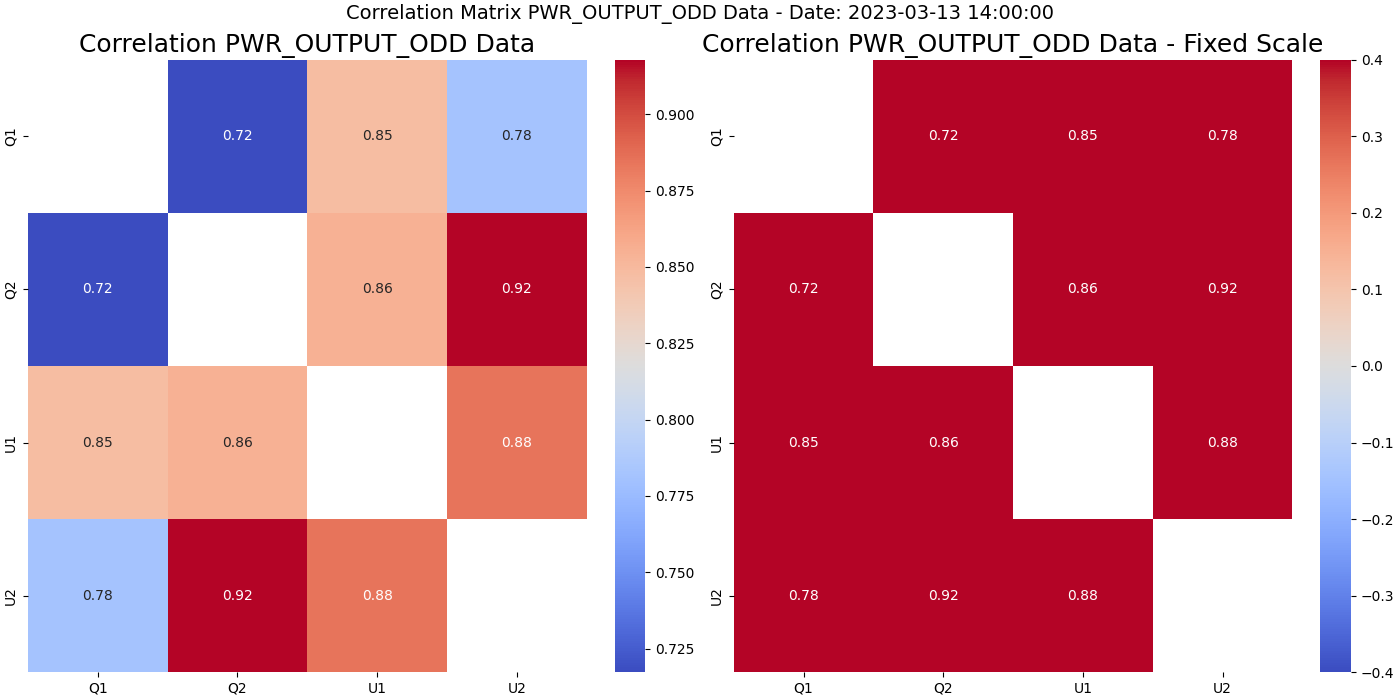 Correlation Matrix PWR_OUTPUT_ODD Data - Date: 2023-03-13 14:00:00
Correlation PWR_OUTPUT_ODD Data
Q1
0.72
0.85
0.78
Q2
0.72
0.86
0.92
U1
0.85
0.86
0.88
U2
0.78
0.92
0.88
Q1
Q2
U1
U2
0.900
0.875
0.850
0.825
0.800
0.775
0.750
0.725
Correlation PWR_OUTPUT_ODD Data - Fixed Scale
Q1
0.72
0.85
0.78
Q2
0.72
0.86
0.92
U1
0.85
0.86
0.88
U2
0.78
0.92
0.88
Q1
Q2
U1
U2
0.4
0.3
0.2
0.1
0.0
−0.1
−0.2
−0.3
−0.4